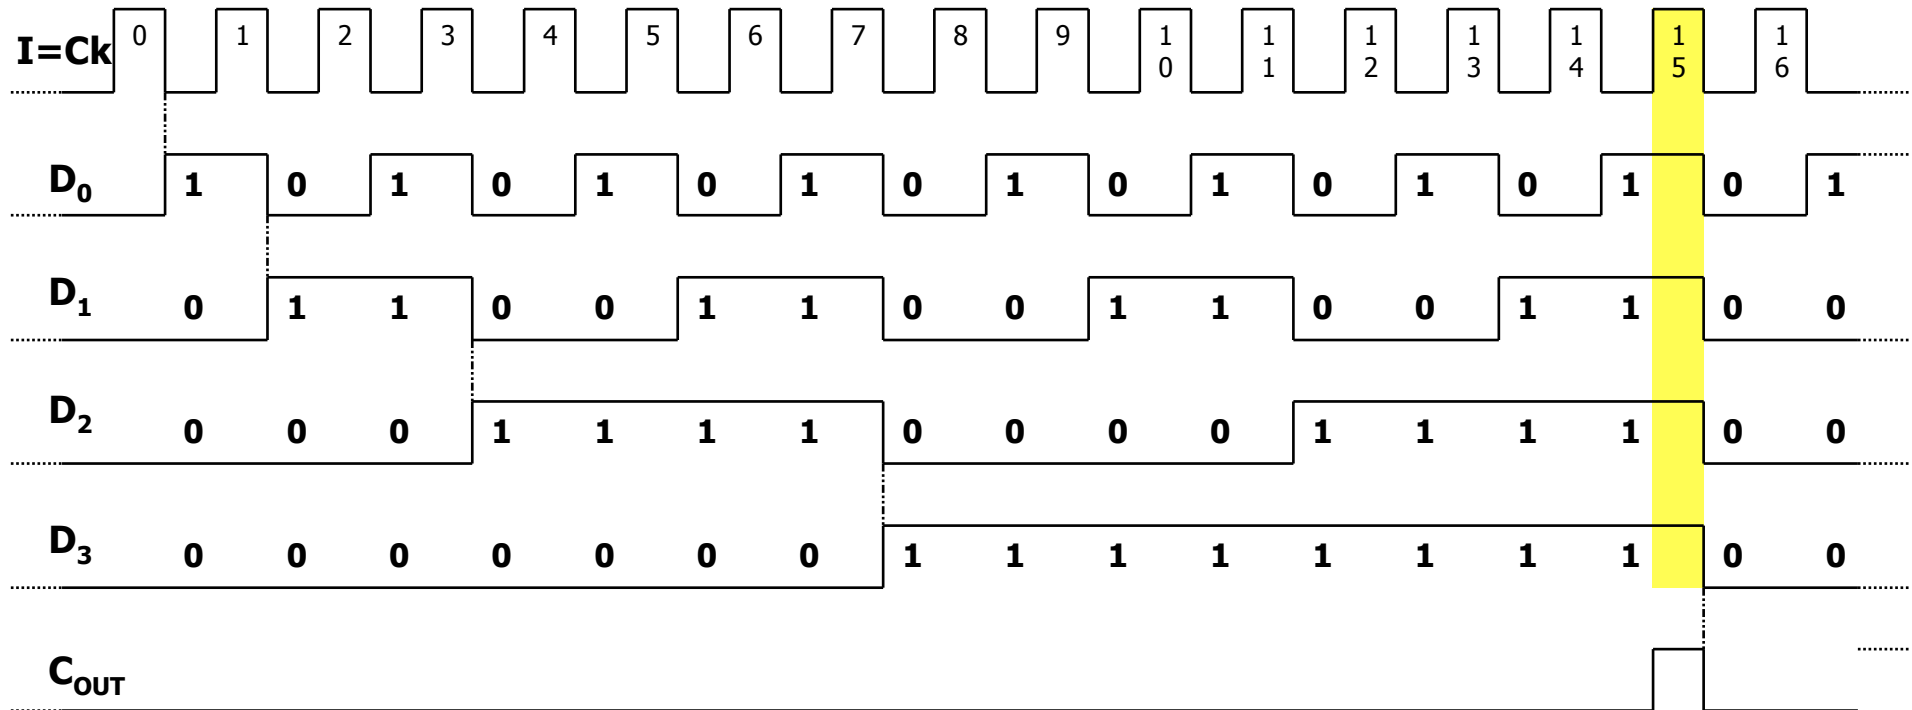 I=Ck 0 1 2 3 4 5 6 7 8 9 10 11 12 13 14 15 16
D₀ 1 0 1 0 1 0 1 0 1 0 1 0 1 0 1 0 1
D₁ 0 1 1 0 0 1 1 0 0 1 1 0 0 1 1 0 0
D₂ 0 0 0 1 1 1 1 0 0 0 0 1 1 1 1 0 0
D₃ 0 0 0 0 0 0 0 1 1 1 1 1 1 1 1 0 0
C_OUT